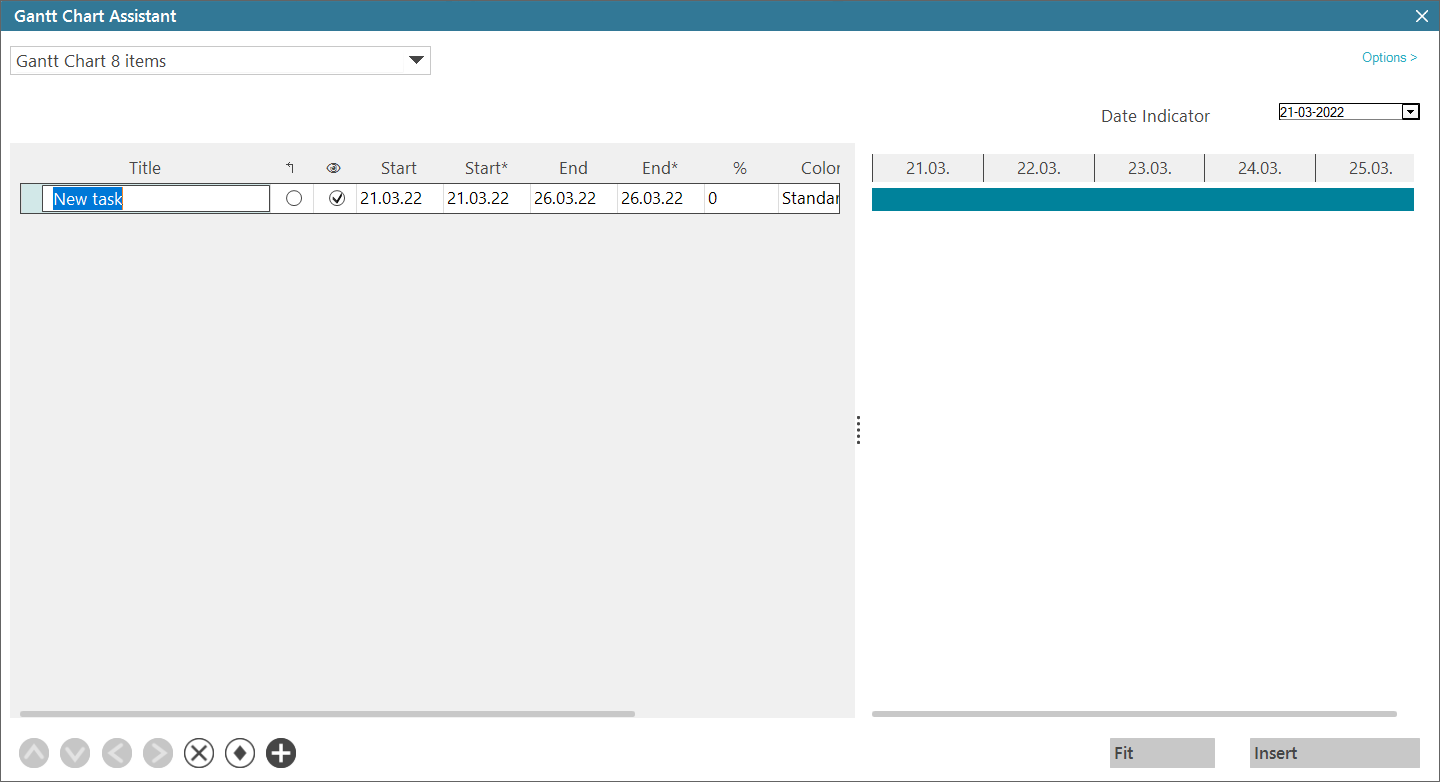 Gantt Chart Assistant
Gantt Chart 8 items
Options >
Date Indicator 21-03-2022
Title Start Start* End End* % Color
21.03. 22.03. 23.03. 24.03. 25.03.
New task 21.03.22 21.03.22 26.03.22 26.03.22 0 Standar
Fit Insert